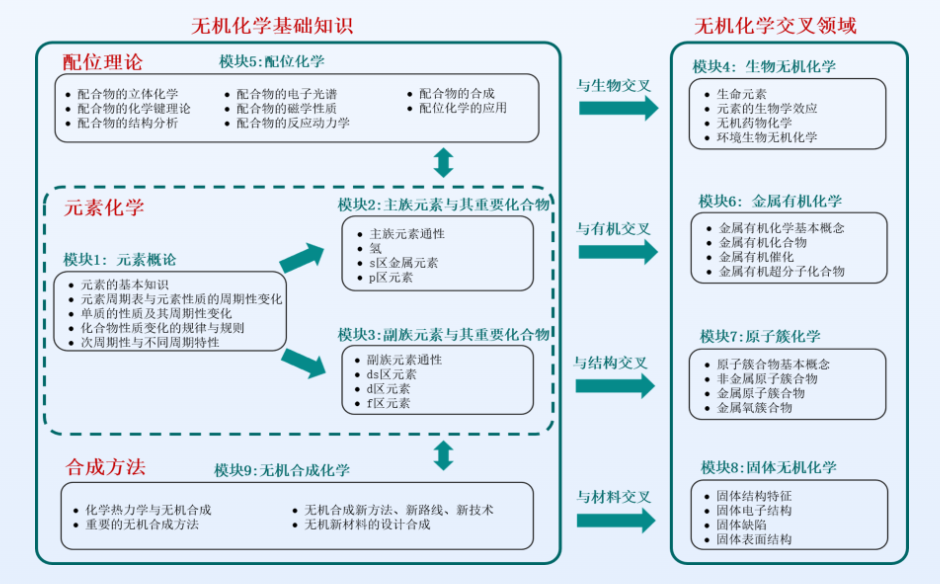 无机化学基础知识
配位理论
模块5:配位化学
• 配合物的立体化学
• 配合物的化学键理论
• 配合物的结构分析
• 配合物的电子光谱
• 配合物的磁学性质
• 配合物的反应动力学
• 配合物的合成
• 配位化学的应用
元素化学
模块1: 元素概论
• 元素的基本知识
• 元素周期表与元素性质的周期性变化
• 单质的性质及其周期性变化
• 化合物性质变化的规律与规则
• 次周期性与不同周期特性
模块2:主族元素与其重要化合物
• 主族元素通性
• 氢
• s区金属元素
• p区元素
模块3:副族元素与其重要化合物
• 副族元素通性
• ds区元素
• d区元素
• f区元素
合成方法
模块9:无机合成化学
• 化学热力学与无机合成
• 重要的无机合成方法
• 无机合成新方法、新路线、新技术
• 无机新材料的设计合成
与生物交叉
与有机交叉
与结构交叉
与材料交叉
无机化学交叉领域
模块4: 生物无机化学
• 生命元素
• 元素的生物学效应
• 无机药物化学
• 环境生物无机化学
模块6: 金属有机化学
• 金属有机化学基本概念
• 金属有机化合物
• 金属有机催化
• 金属有机超分子化合物
模块7:原子簇化学
• 原子簇合物基本概念
• 非金属原子簇合物
• 金属原子簇合物
• 金属氧簇合物
模块8:固体无机化学
• 固体结构特征
• 固体电子结构
• 固体缺陷
• 固体表面结构